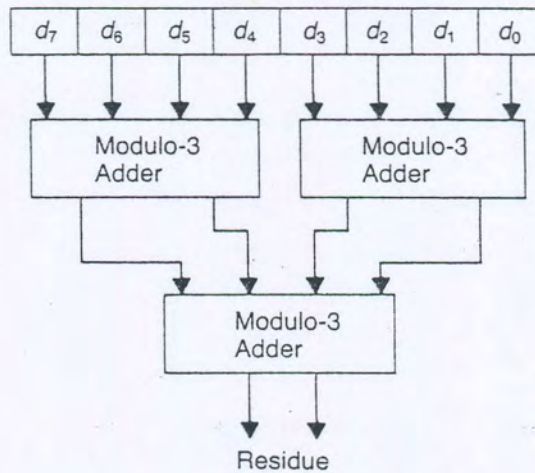 d7 d6 d5 d4 d3 d2 d1 d0
Modulo-3
Adder
Modulo-3
Adder
Modulo-3
Adder
Residue